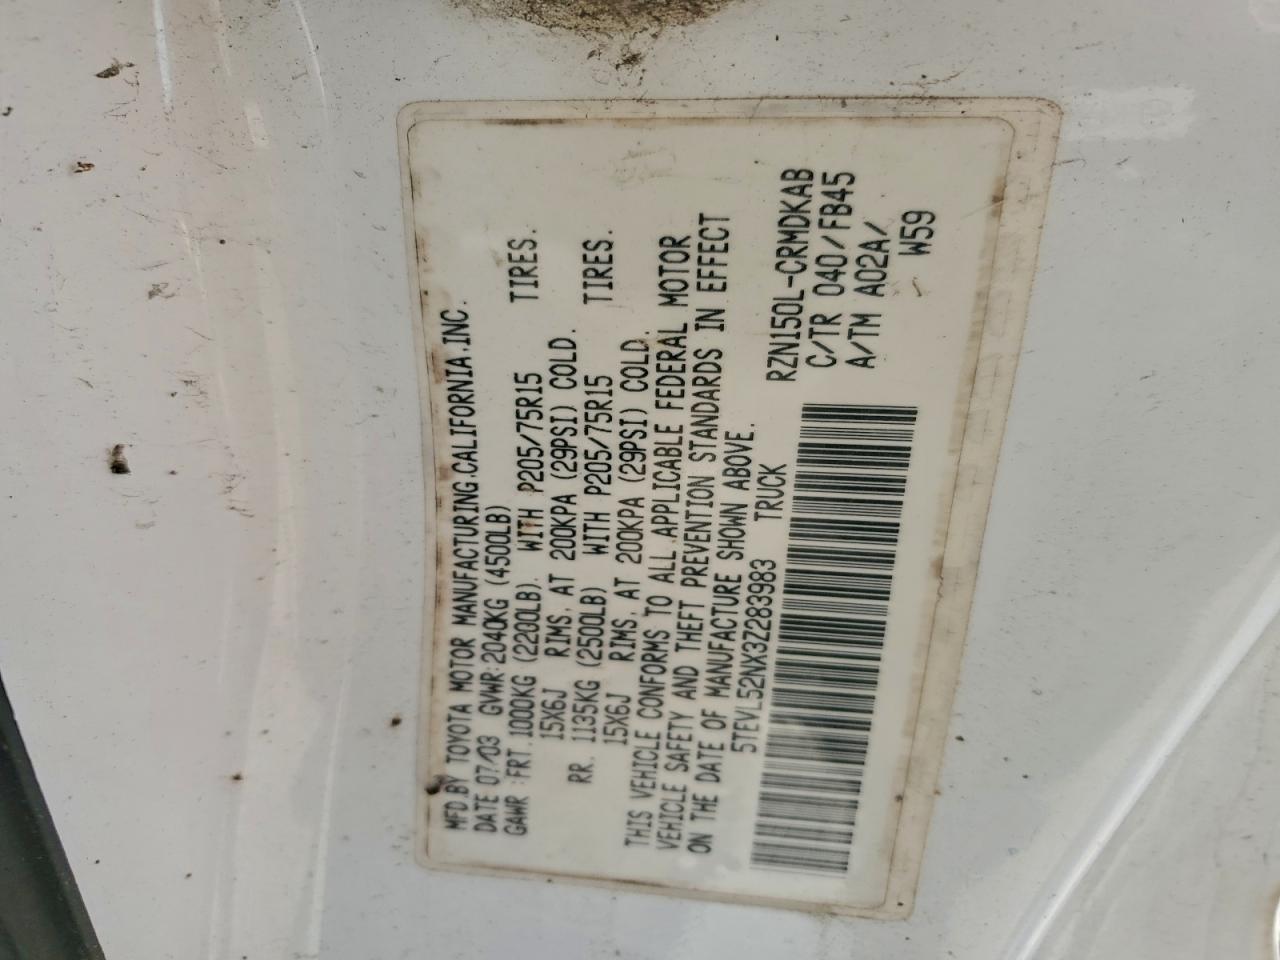 MFD BY TOYOTA MOTOR MANUFACTURING CALIFORNIA, INC.
DATE 07/03 GVWR: 2040KG (4500LB)
GAWR : FRT. 1000KG (2200LB). WITH P205/75R15 TIRES.
15X6J RIMS, AT 200KPA (29PSI) COLD.
RR. 1135KG (2500LB) WITH P205/75R15 TIRES.
15X6J RIMS, AT 200KPA (29PSI) COLD.
THIS VEHICLE CONFORMS TO ALL APPLICABLE FEDERAL MOTOR
VEHICLE SAFETY AND THEFT PREVENTION STANDARDS IN EFFECT
ON THE DATE OF MANUFACTURE SHOWN ABOVE.
5TEVL52NX3Z283983 TRUCK
RZN150L-CRMDKAB
C/TR 040/FB45
A/TM A02A/
W59